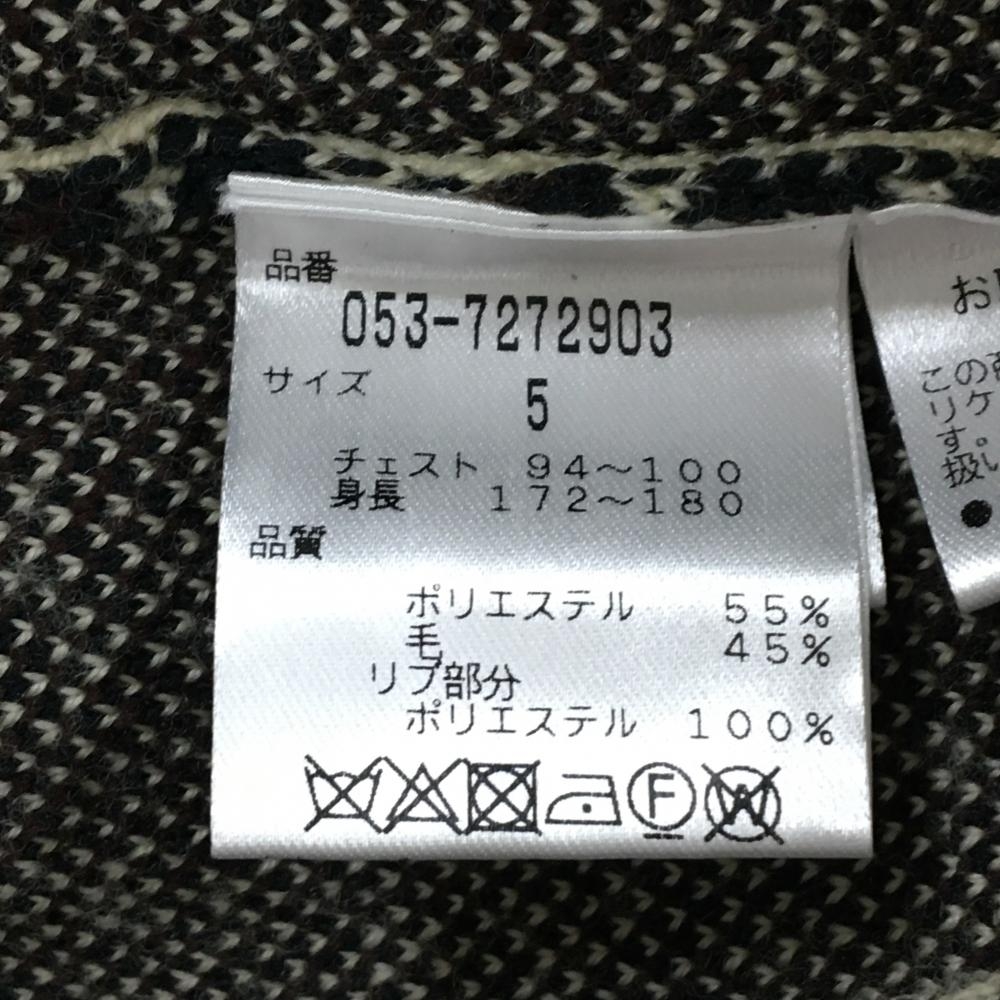 品番
053-7272903
サイズ
5
チェスト 94～100
身長 172～180
品質
ポリエステル 55%
毛 45%
リブ部分
ポリエステル 100%
F
W
お
この
リケ
す。
扱い
●